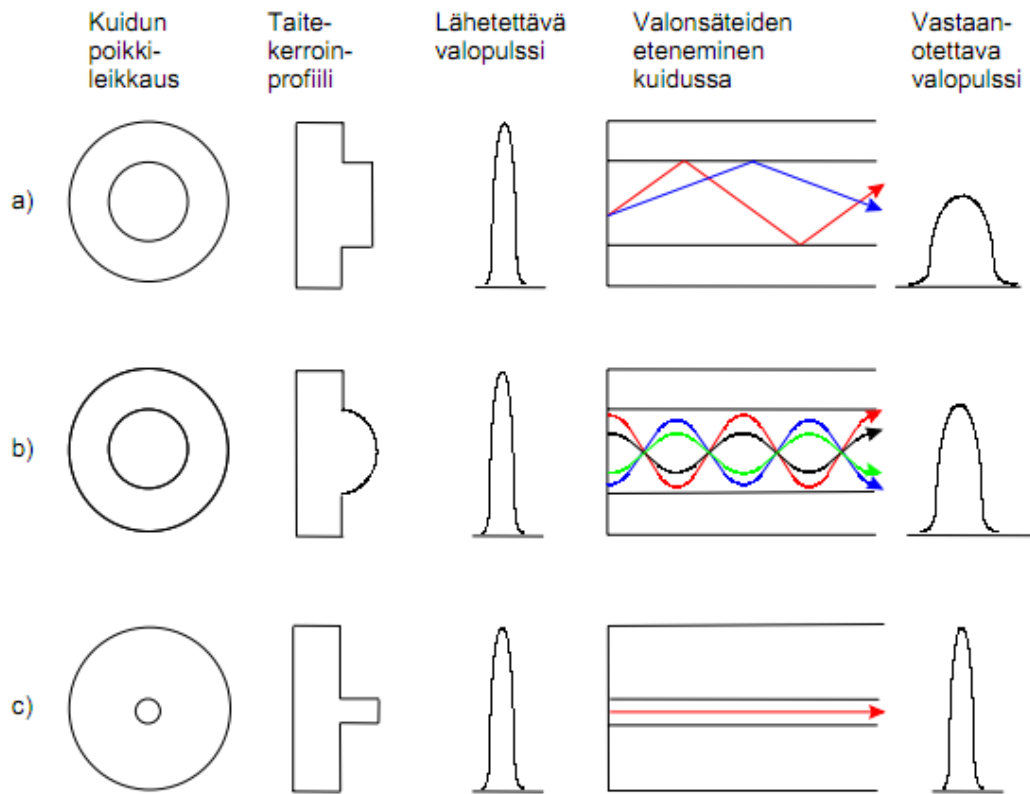 Kuidun
poikki-
leikkaus
Taite-
kerroin-
profiili
Lähetettävä
valopulssi
Valonsäteiden
eteneminen
kuidussa
Vastaan-
otettava
valopulssi
a)
b)
c)